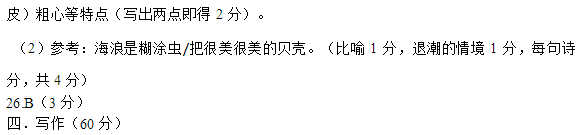 皮）粗心等特点（写出两点即得 2 分）。
（2）参考：海浪是糊涂虫/把很美很美的贝壳。（比喻 1 分，退潮的情境 1 分，每句诗
分，共 4 分）
26.B（3 分）
四．写作（60 分）